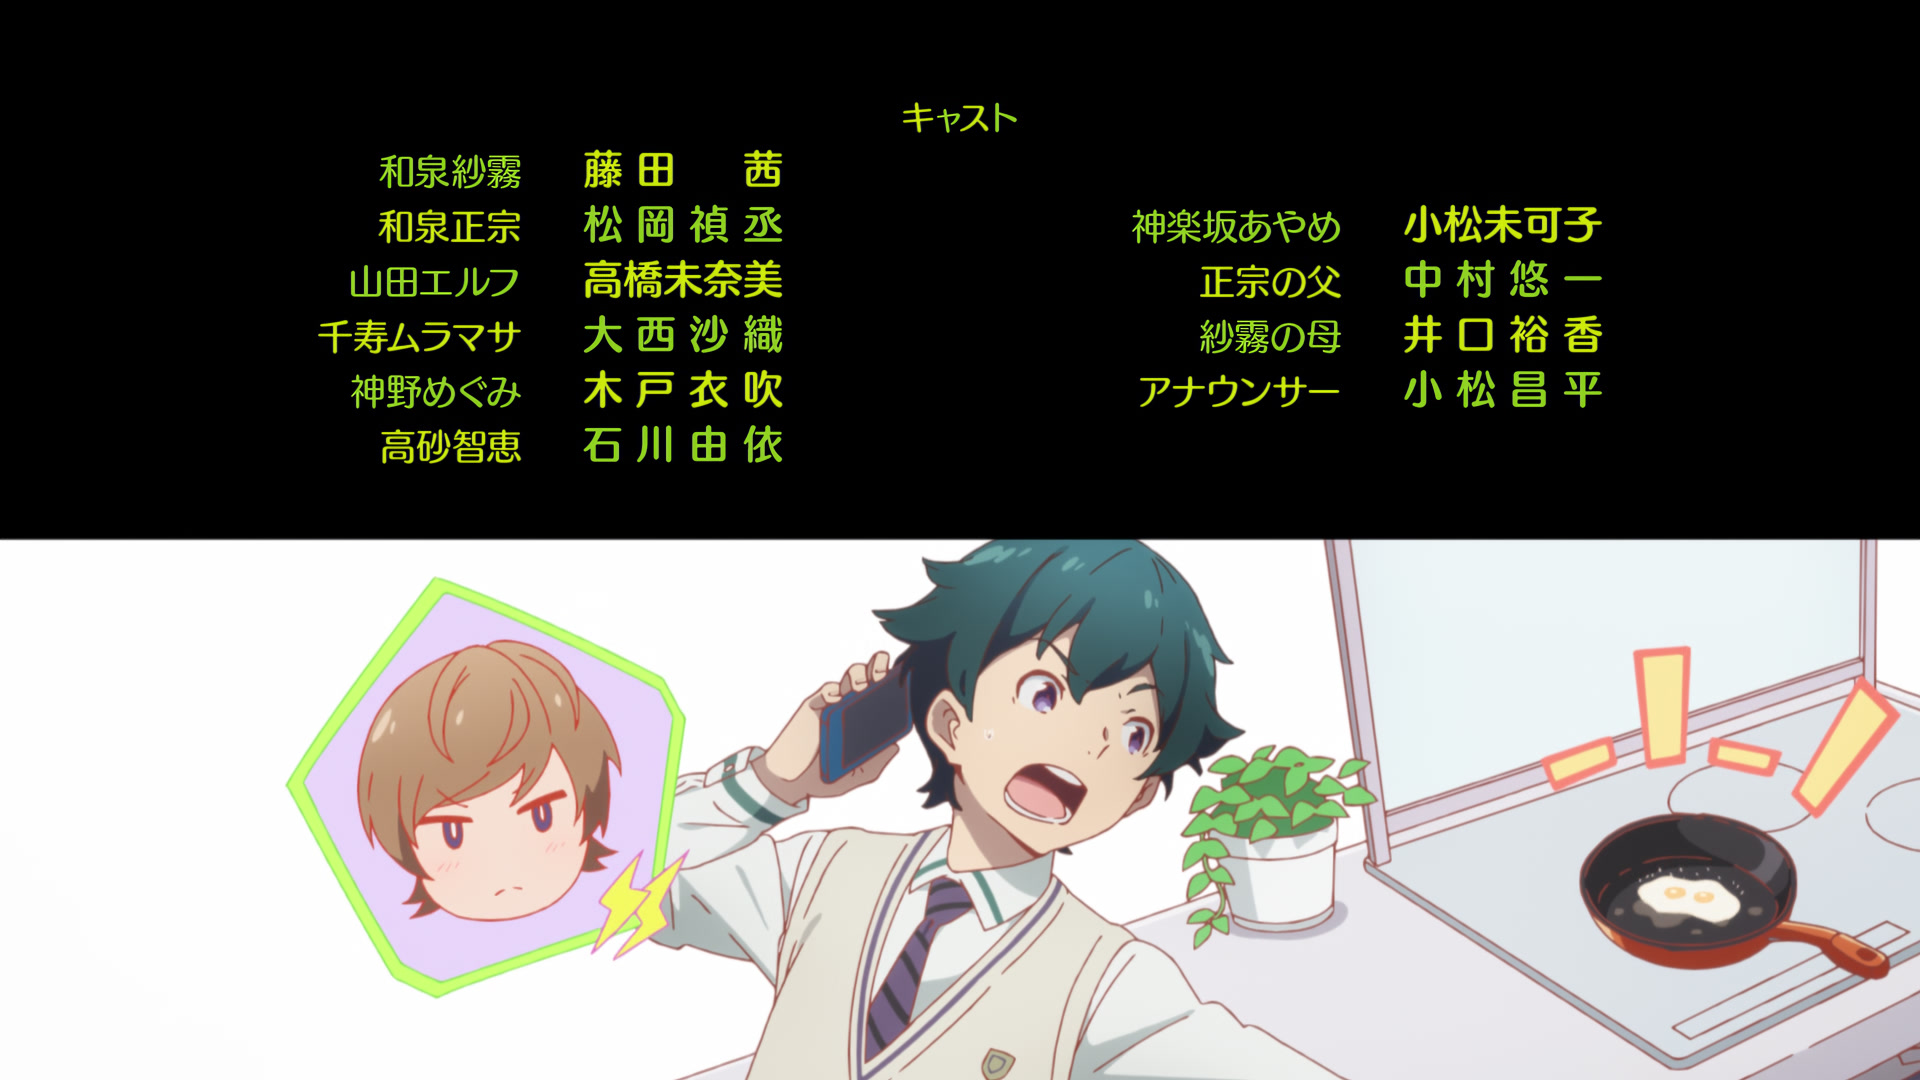 キャスト
和泉紗霧 藤田 茜
和泉正宗 松岡禎丞
山田エルフ 高橋未奈美
千寿ムラマサ 大西沙織
神野めぐみ 木戸衣吹
高砂智恵 石川由依
神楽坂あやめ 小松未可子
正宗の父 中村悠一
紗霧の母 井口裕香
アナウンサー 小松昌平